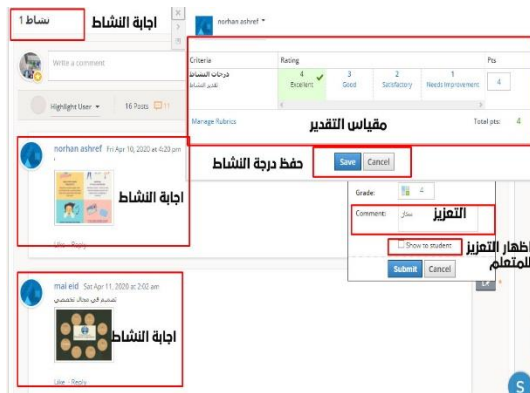 نشاط 1
اجابة النشاط
norhan ashref
Write a comment
Highlight User
16 Posts
11
Criteria
Rating
Pts
درجات النشاط
تقدير النشاط
4
Excellent
3
Good
2
Satisfactory
1
Needs Improvement
4
Manage Rubrics
مقياس التقدير
Total pts: 4
حفظ درجة النشاط
Save
Cancel
norhan ashref Fri Apr 10, 2020 at 4:20 pm
اجابة النشاط
Like · Reply
Grade:
4
Comment:
ممتاز
التعزيز
Show to student
اظهار التعزيز
للمتعلم
Submit
Cancel
mai eid Sat Apr 11, 2020 at 2:02 am
تصميم في مجال تخصصي
اجابة النشاط
Like · Reply
S